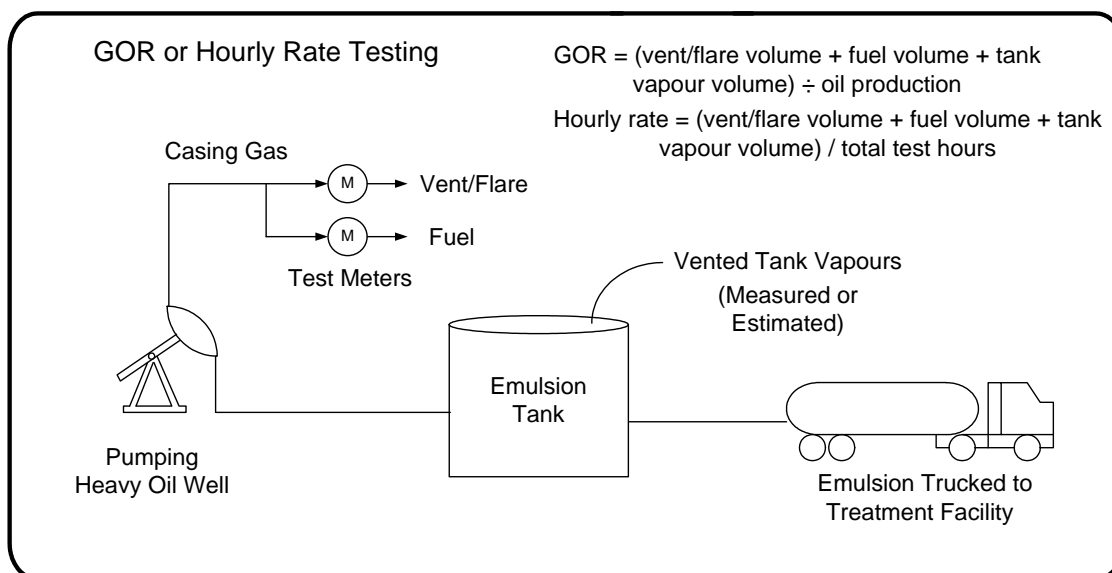 GOR or Hourly Rate Testing
GOR = (vent/flare volume + fuel volume + tank
vapour volume) ÷ oil production
Hourly rate = (vent/flare volume + fuel volume + tank
vapour volume) / total test hours
Casing Gas
M
Vent/Flare
M
Fuel
Test Meters
Vented Tank Vapours
(Measured or
Estimated)
Emulsion
Tank
Pumping
Heavy Oil Well
Emulsion Trucked to
Treatment Facility